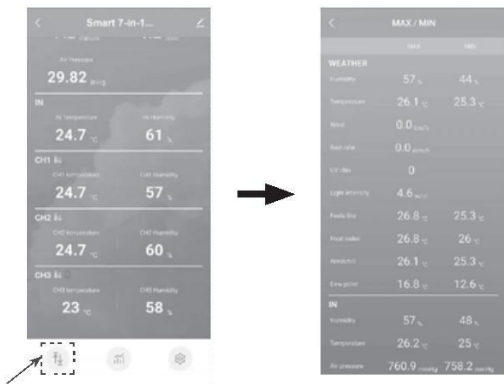 Smart 7-in-1...
Air Pressure
29.82 inHg
IN
IN Temperature IN Humidity
24.7 °C 61 %
CH1
CH1 temperature CH1 Humidity
24.7 °C 57 %
CH2
CH2 temperature CH2 Humidity
24.7 °C 60 %
CH3
CH3 temperature CH3 Humidity
23 °C 58 %
MAX / MIN
MAX MIN
WEATHER
Humidity 57 % 44 %
Temperature 26.1 °C 25.3 °C
Wind 0.0 km/h
Rain rate 0.0 mm/h
UV idex 0
Light intensity 4.6 w/m²
Feels like 26.8 °C 25.3 °C
Heat index 26.8 °C 26 °C
Windchill 26.1 °C 25.3 °C
Dew point 16.8 °C 12.6 °C
IN
Humidity 57 % 48 %
Temperature 26.2 °C 25 °C
Air pressure 760.9 mmHg 758.2 mmHg